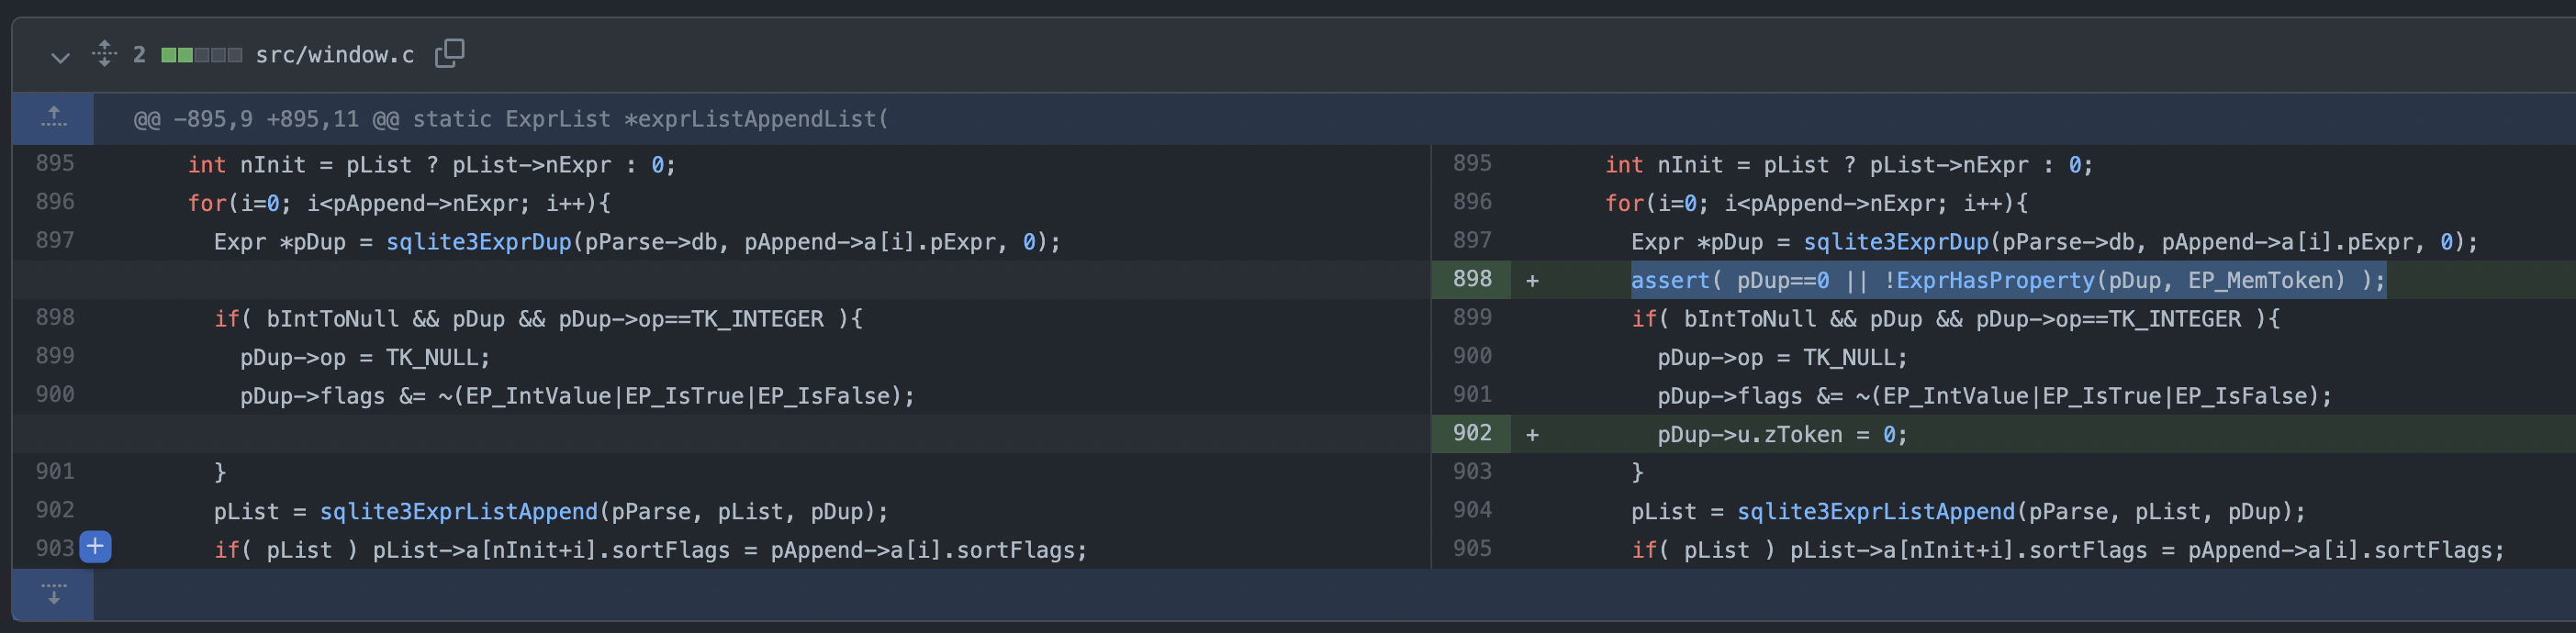 2 src/window.c
@@ -895,9 +895,11 @@ static ExprList *exprListAppendList(
895 int nInit = pList ? pList->nExpr : 0;
896 for(i=0; i<pAppend->nExpr; i++){
897 Expr *pDup = sqlite3ExprDup(pParse->db, pAppend->a[i].pExpr, 0);
898 if( bIntToNull && pDup && pDup->op==TK_INTEGER ){
899 pDup->op = TK_NULL;
900 pDup->flags &= ~(EP_IntValue|EP_IsTrue|EP_IsFalse);
901 }
902 pList = sqlite3ExprListAppend(pParse, pList, pDup);
903 + if( pList ) pList->a[nInit+i].sortFlags = pAppend->a[i].sortFlags;
895 int nInit = pList ? pList->nExpr : 0;
896 for(i=0; i<pAppend->nExpr; i++){
897 Expr *pDup = sqlite3ExprDup(pParse->db, pAppend->a[i].pExpr, 0);
898 + assert( pDup==0 || !ExprHasProperty(pDup, EP_MemToken) );
899 if( bIntToNull && pDup && pDup->op==TK_INTEGER ){
900 pDup->op = TK_NULL;
901 pDup->flags &= ~(EP_IntValue|EP_IsTrue|EP_IsFalse);
902 + pDup->u.zToken = 0;
903 }
904 pList = sqlite3ExprListAppend(pParse, pList, pDup);
905 if( pList ) pList->a[nInit+i].sortFlags = pAppend->a[i].sortFlags;